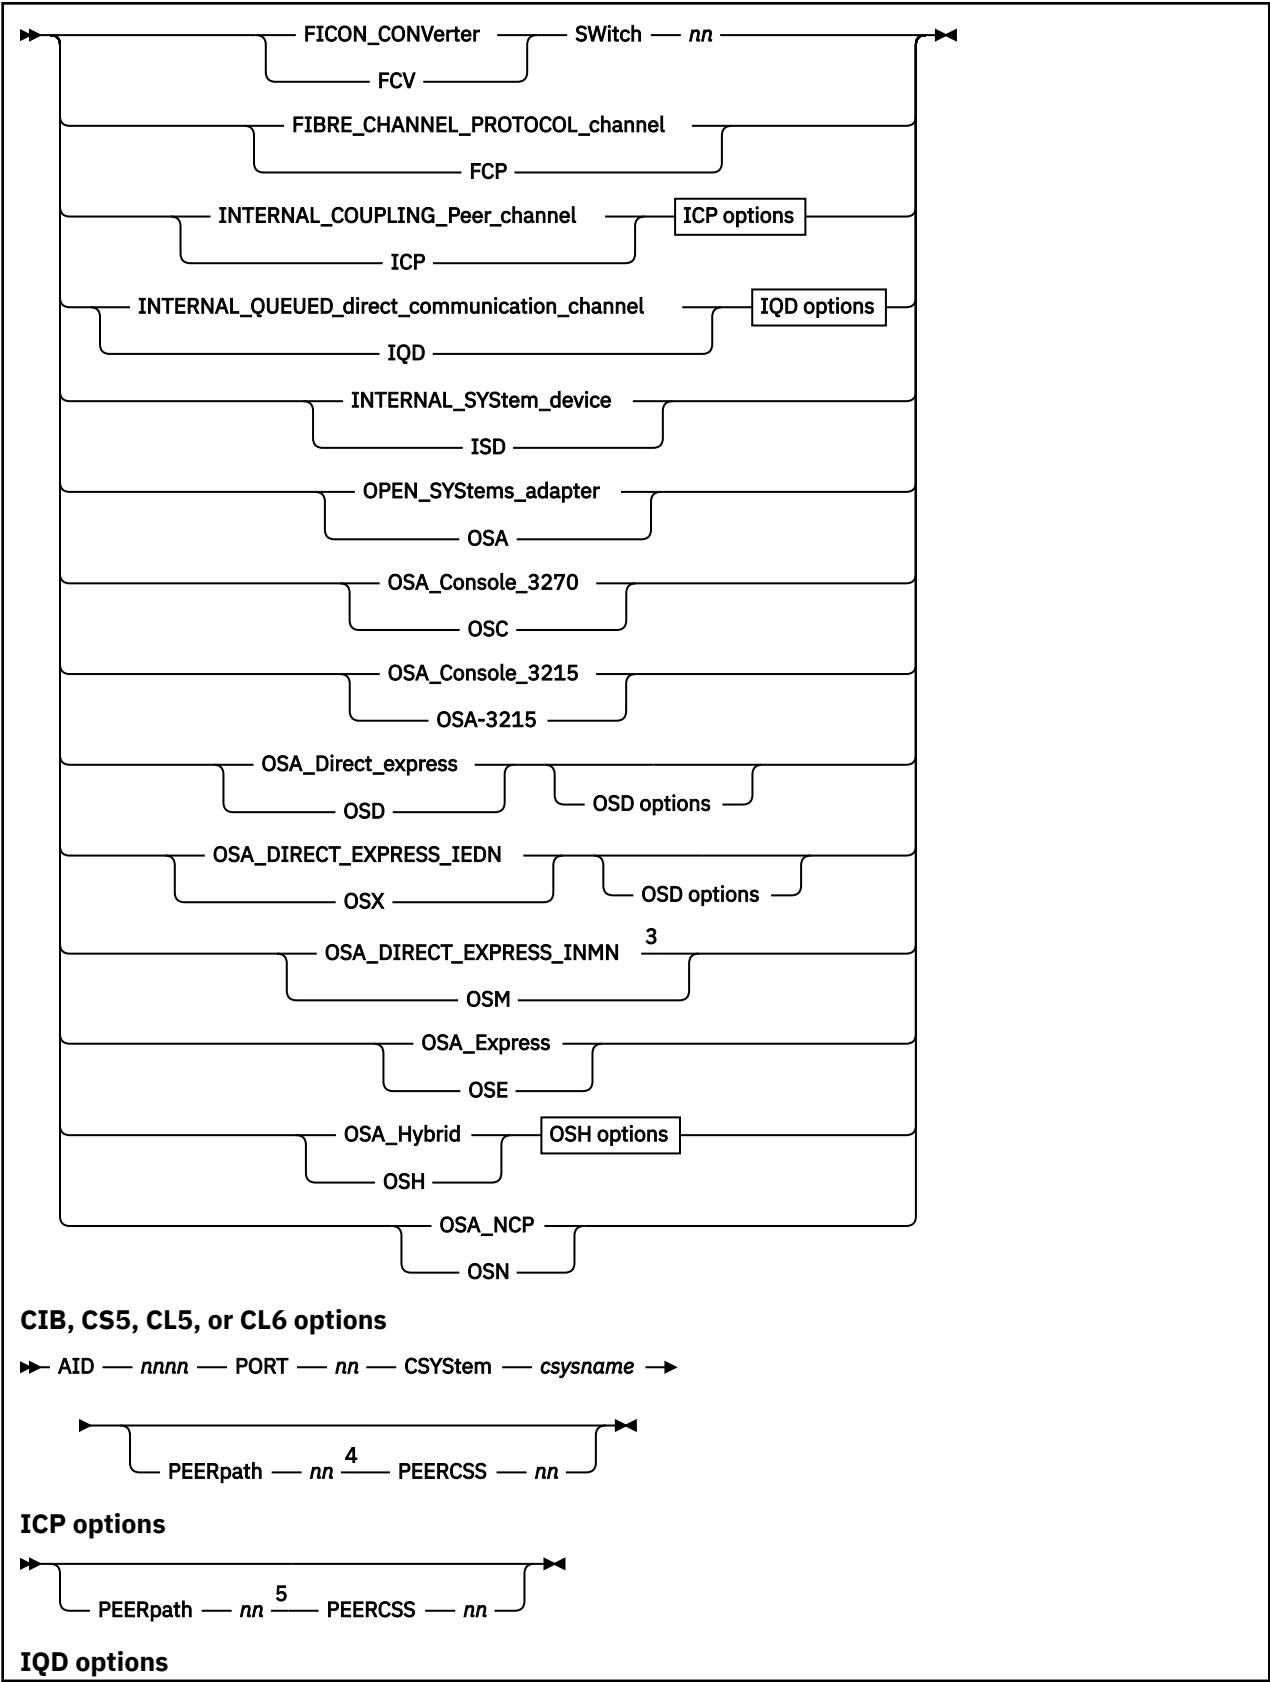 FICON_CONVerter SWitch nn
FCV
FIBRE_CHANNEL_PROTOCOL_channel
FCP
INTERNAL_COUPLING_Peer_channel ICP options
ICP
INTERNAL_QUEUED_direct_communication_channel IQD options
IQD
INTERNAL_SYStem_device
ISD
OPEN_SYStems_adapter
OSA
OSA_Console_3270
OSC
OSA_Console_3215
OSA-3215
OSA_Direct_express
OSD OSD options
OSA_DIRECT_EXPRESS_IEDN
OSX OSD options
OSA_DIRECT_EXPRESS_INMN 3
OSM
OSA_Express
OSE
OSA_Hybrid OSH options
OSH
OSA_NCP
OSN
CIB, CS5, CL5, or CL6 options
AID nnnn PORT nn CSYStem csysname
PEERpath nn 4 PEERCSS nn
ICP options
PEERpath nn 5 PEERCSS nn
IQD options